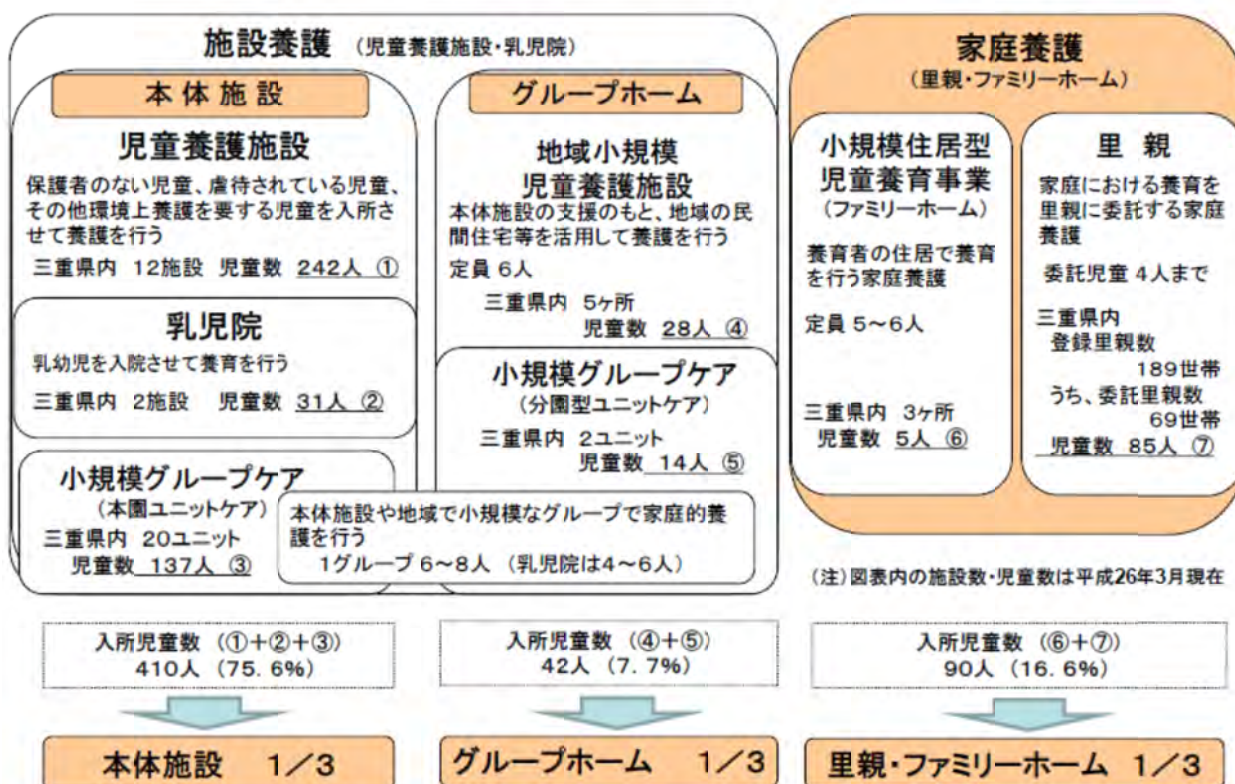 施設養護 (児童養護施設・乳児院)
本体施設
児童養護施設
保護者のない児童、虐待されている児童、
その他環境上養護を要する児童を入所さ
せて養護を行う
三重県内 12施設 児童数 242人 ①
乳児院
乳幼児を入院させて養育を行う
三重県内 2施設 児童数 31人 ②
小規模グループケア
(本園ユニットケア)
三重県内 20ユニット
児童数 137人 ③
グループホーム
地域小規模
児童養護施設
本体施設の支援のもと、地域の民
間住宅等を活用して養護を行う
定員 6人
三重県内 5ヶ所
児童数 28人 ④
小規模グループケア
(分園型ユニットケア)
三重県内 2ユニット
児童数 14人 ⑤
本体施設や地域で小規模なグループで家庭的養
護を行う
1グループ 6~8人 (乳児院は4~6人)
家庭養護
(里親・ファミリーホーム)
小規模住居型
児童養育事業
(ファミリーホーム)
養育者の住居で養育
を行う家庭養護
定員 5~6人
三重県内 3ヶ所
児童数 5人 ⑥
里親
家庭における養育を
里親に委託する家庭
養護
委託児童 4人まで
三重県内
登録里親数
189世帯
うち、委託里親数
69世帯
児童数 85人 ⑦
(注)図表内の施設数・児童数は平成26年3月現在
入所児童数 (①+②+③)
410人 (75.6%)
入所児童数 (④+⑤)
42人 (7.7%)
入所児童数 (⑥+⑦)
90人 (16.6%)
本体施設 1/3
グループホーム 1/3
里親・ファミリーホーム 1/3